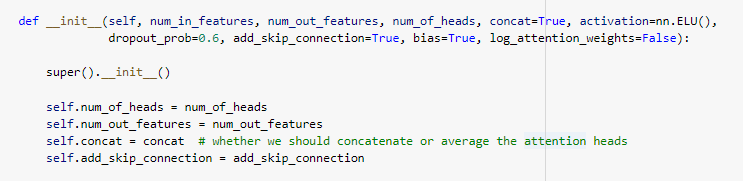 def __init__(self, num_in_features, num_out_features, num_of_heads, concat=True, activation=nn.ELU(),
dropout_prob=0.6, add_skip_connection=True, bias=True, log_attention_weights=False):
super().__init__()
self.num_of_heads = num_of_heads
self.num_out_features = num_out_features
self.concat = concat  # whether we should concatenate or average the attention heads
self.add_skip_connection = add_skip_connection